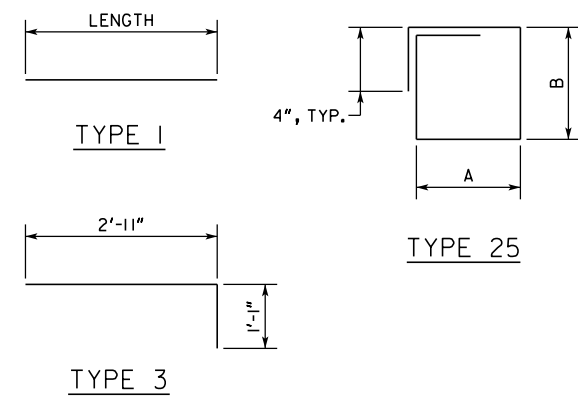 LENGTH
TYPE 1
4", TYP.
B
A
TYPE 25
2'-11"
1'-1"
TYPE 3